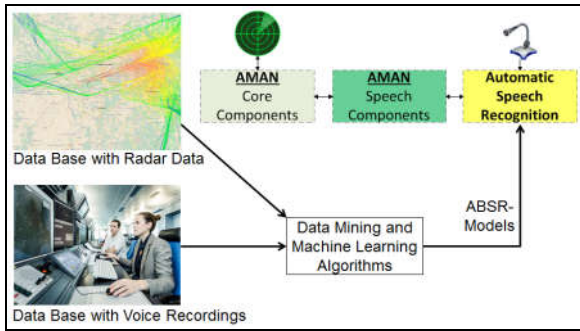 AMAN
Core
Components
AMAN
Speech
Components
Automatic
Speech
Recognition
Data Base with Radar Data
ABSR-
Models
Data Mining and
Machine Learning
Algorithms
Data Base with Voice Recordings